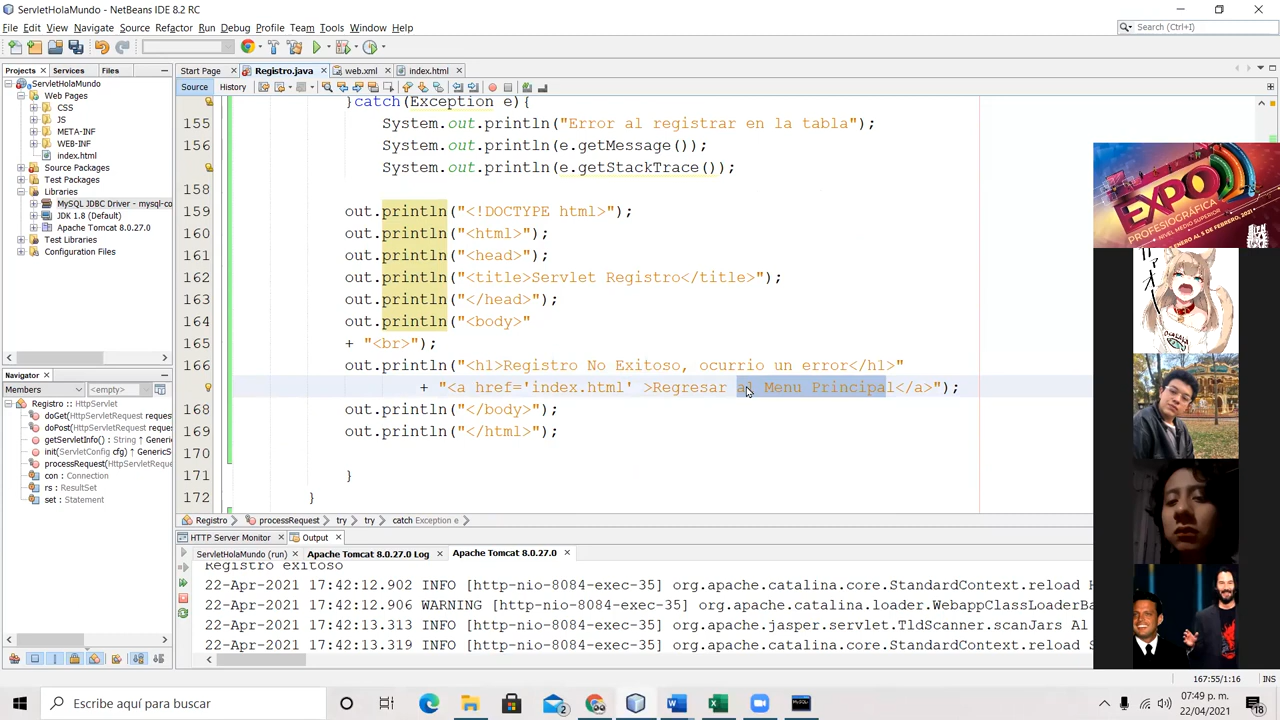 ServletHolaMundo - NetBeans IDE 8.2 RC
File Edit View Navigate Source Refactor Run Debug Profile Team Tools Window Help
Search (Ctrl+I)
Projects Services Files
Start Page Registro.java web.xml index.html
Source History
ServletHolaMundo
Web Pages
CSS
JS
META-INF
WEB-INF
index.html
Source Packages
Test Packages
Libraries
MySQL JDBC Driver - mysql-co
JDK 1.8 (Default)
Apache Tomcat 8.0.27.0
Test Libraries
Configuration Files
}catch(Exception e){
155 System.out.println("Error al registrar en la tabla");
156 System.out.println(e.getMessage());
System.out.println(e.getStackTrace());
158
159 out.println("<!DOCTYPE html>");
160 out.println("<html>");
161 out.println("<head>");
162 out.println("<title>Servlet Registro</title>");
163 out.println("</head>");
164 out.println("<body>"
165 + "<br>");
166 out.println("<h1>Registro No Exitoso, ocurrio un error</h1>"
+ "<a href='index.html' >Regresar al Menu Principal</a>");
168 out.println("</body>");
169 out.println("</html>");
170
171 }
172 }
Navigator
Members <empty>
Registro :: HttpServlet
doGet(HttpServletRequest reques
doPost(HttpServletRequest reque
getServletInfo() : String ↑ Generic
init(ServletConfig cfg) ↑ GenericS
processRequest(HttpServletReque
con : Connection
rs : ResultSet
set : Statement
Registro processRequest try try catch Exception e
HTTP Server Monitor Output
ServletHolaMundo (run) Apache Tomcat 8.0.27.0 Log Apache Tomcat 8.0.27.0
Registro exitoso
22-Apr-2021 17:42:12.902 INFO [http-nio-8084-exec-35] org.apache.catalina.core.StandardContext.reload
22-Apr-2021 17:42:12.906 WARNING [http-nio-8084-exec-35] org.apache.catalina.loader.WebappClassLoaderBa
22-Apr-2021 17:42:13.313 INFO [http-nio-8084-exec-35] org.apache.jasper.servlet.TldScanner.scanJars Al
22-Apr-2021 17:42:13.319 INFO [http-nio-8084-exec-35] org.apache.catalina.core.StandardContext.reload
167:55/1:16 INS
EXPO
PROFESIOGRÁFICA
NIVEL MEDIO SUPERIOR
Escribe aquí para buscar
07:49 p. m.
22/04/2021
18
2